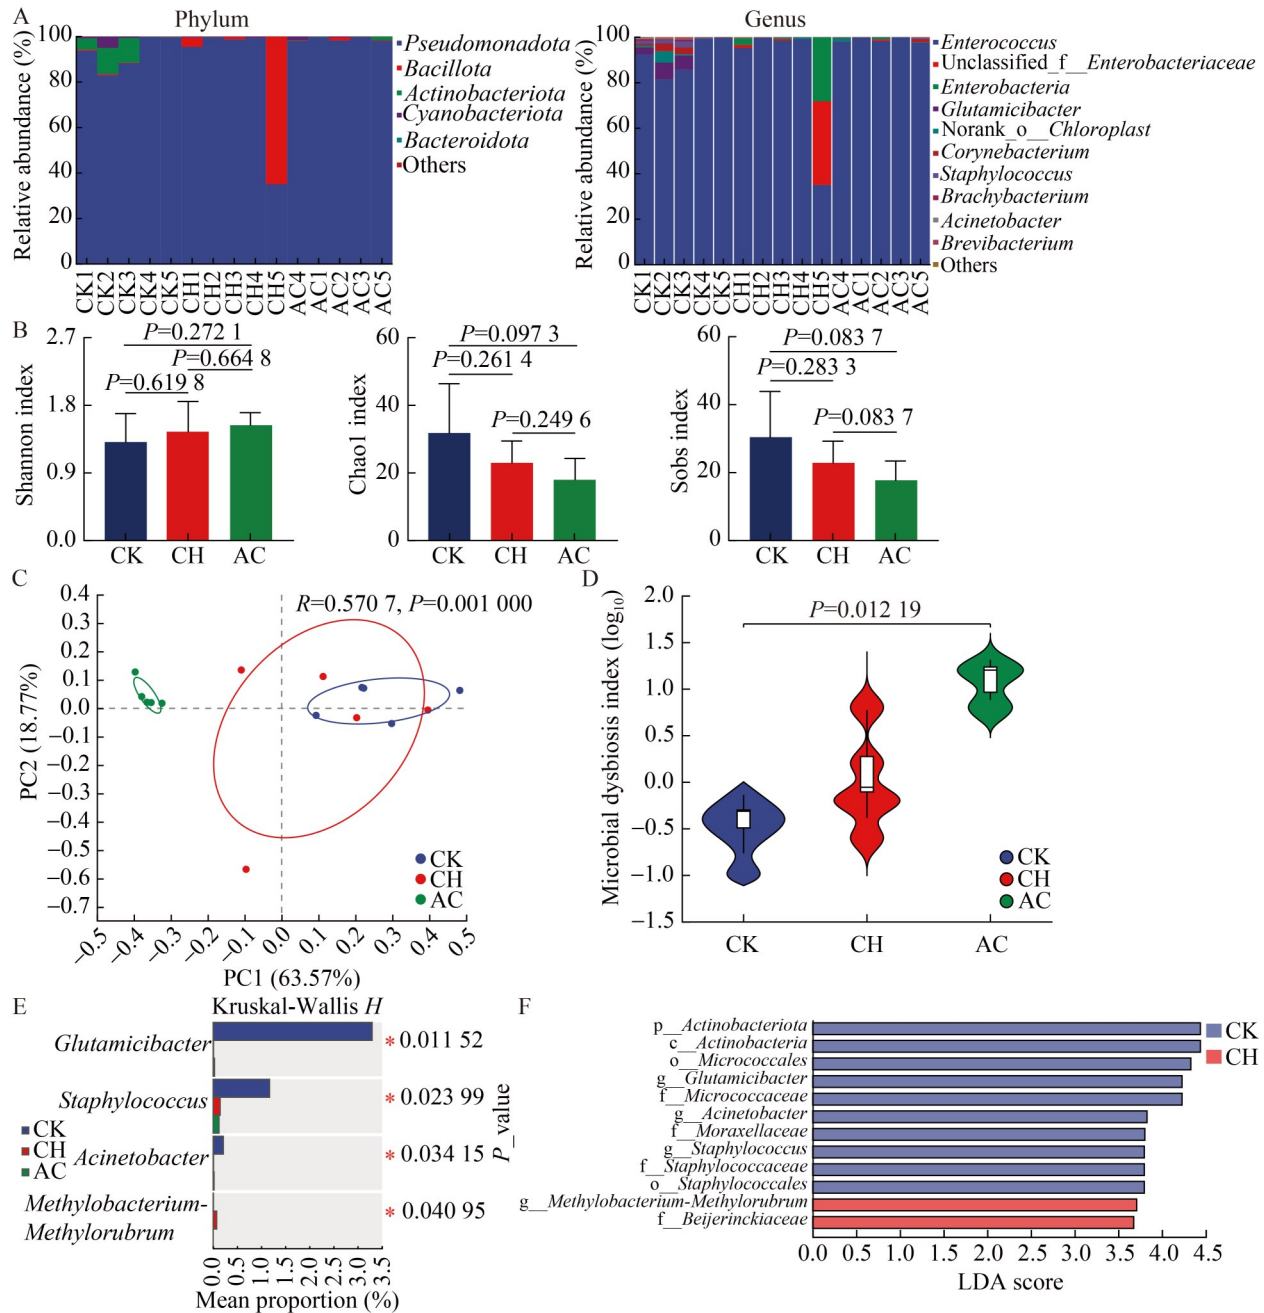 A
Phylum
Relative abundance (%)
100
80
60
40
20
0
CK1 CK2 CK3 CK4 CK5 CH1 CH2 CH3 CH4 CH5 AC4 AC1 AC2 AC3 AC5
Pseudomonadota
Bacillota
Actinobacteriota
Cyanobacteriota
Bacteroidota
Others
Genus
Relative abundance (%)
100
80
60
40
20
0
CK1 CK2 CK3 CK4 CK5 CH1 CH2 CH3 CH4 CH5 AC4 AC1 AC2 AC3 AC5
Enterococcus
Unclassified_f__Enterobacteriaceae
Enterobacteria
Glutamicibacter
Norank_o__Chloroplast
Corynebacterium
Staphylococcus
Brachybacterium
Acinetobacter
Brevibacterium
Others
B
Shannon index
2.7
1.8
0.9
0.0
P=0.272 1
P=0.664 8
P=0.619 8
CK CH AC
Chao1 index
60
40
20
0
P=0.097 3
P=0.261 4
P=0.249 6
CK CH AC
Sobs index
60
40
20
0
P=0.083 7
P=0.283 3
P=0.083 7
CK CH AC
C
R=0.570 7, P=0.001 000
PC2 (18.77%)
0.4
0.3
0.2
0.1
0.0
−0.1
−0.2
−0.3
−0.4
−0.5
−0.6
−0.7
CK
CH
AC
−0.5 −0.4 −0.3 −0.2 −0.1 0.0 0.1 0.2 0.3 0.4 0.5
PC1 (63.57%)
D
Microbial dysbiosis index (log10)
2.0
1.5
1.0
0.5
0.0
−0.5
−1.0
−1.5
P=0.012 19
CK
CH
AC
CK CH AC
E
Kruskal-Wallis H
Glutamicibacter
* 0.011 52
Staphylococcus
* 0.023 99
Acinetobacter
* 0.034 15
Methylobacterium-
Methylorubrum
* 0.040 95
P_value
CK
CH
AC
0.0 0.5 1.0 1.5 2.0 2.5 3.0 3.5
Mean proportion (%)
F
p__Actinobacteriota
c__Actinobacteria
o__Micrococcales
g__Glutamicibacter
f__Micrococcaceae
g__Acinetobacter
f__Moraxellaceae
g__Staphylococcus
f__Staphylococcaceae
o__Staphylococcales
g__Methylobacterium-Methylorubrum
f__Beijerinckiaceae
CK
CH
0.0 0.5 1.0 1.5 2.0 2.5 3.0 3.5 4.0 4.5
LDA score